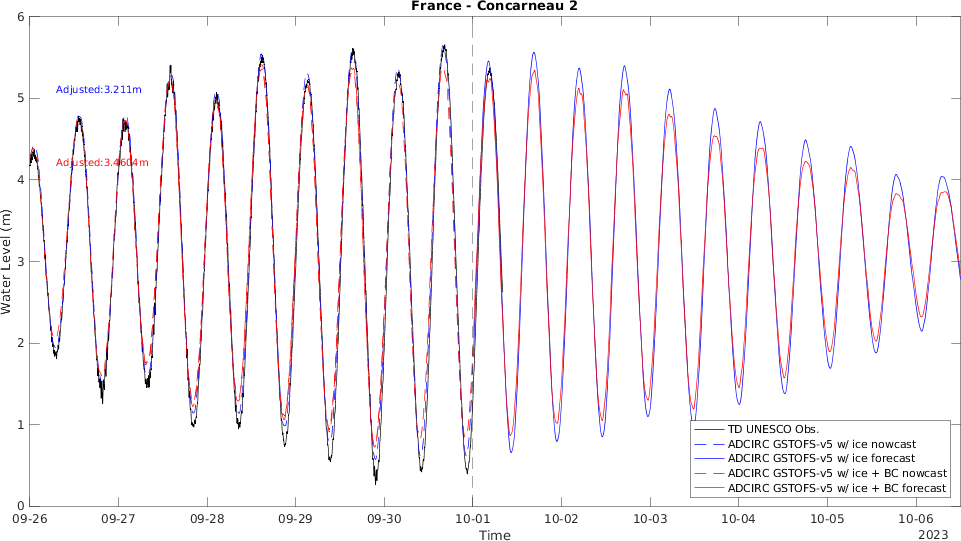 France - Concarneau 2
6
5
4
3
2
1
0
Water Level (m)
Adjusted:3.211m
Adjusted:3.4604m
TD UNESCO Obs.
ADCIRC GSTOFS-v5 w/ ice nowcast
ADCIRC GSTOFS-v5 w/ ice forecast
ADCIRC GSTOFS-v5 w/ ice + BC nowcast
ADCIRC GSTOFS-v5 w/ ice + BC forecast
09-26 09-27 09-28 09-29 09-30 10-01 10-02 10-03 10-04 10-05 10-06
Time
2023